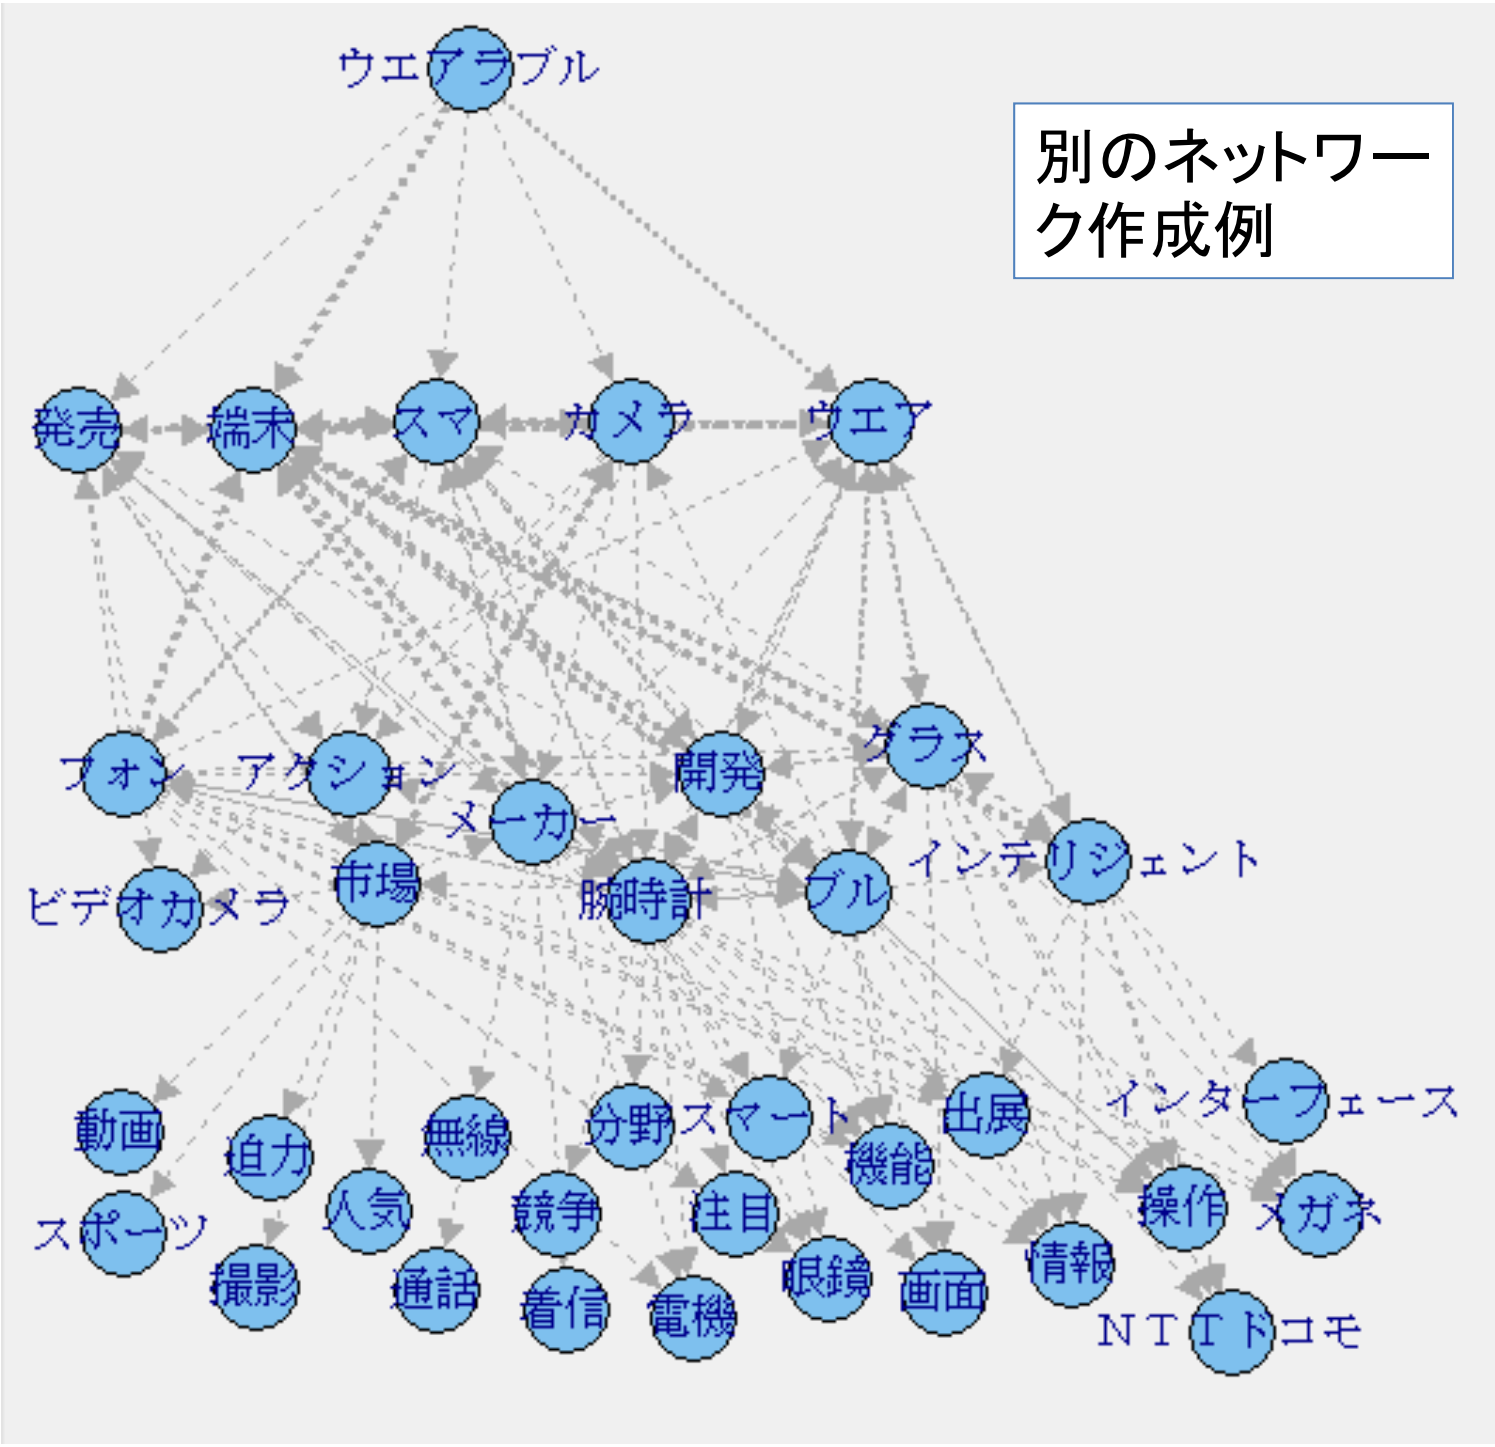 ウエアラブル
別のネットワー
ク作成例
発売
端末
スマ
カメラ
ウエア
フォン
アクション
メーカー
開発
グラス
ビデオカメラ
市場
腕時計
ブル
インテリジェント
動画
迫力
無線
分野
スマート
機能
出展
インターフェース
スポーツ
撮影
人気
通話
競争
着信
注目
電機
眼鏡
画面
情報
操作
メガネ
ＮＴＴドコモ